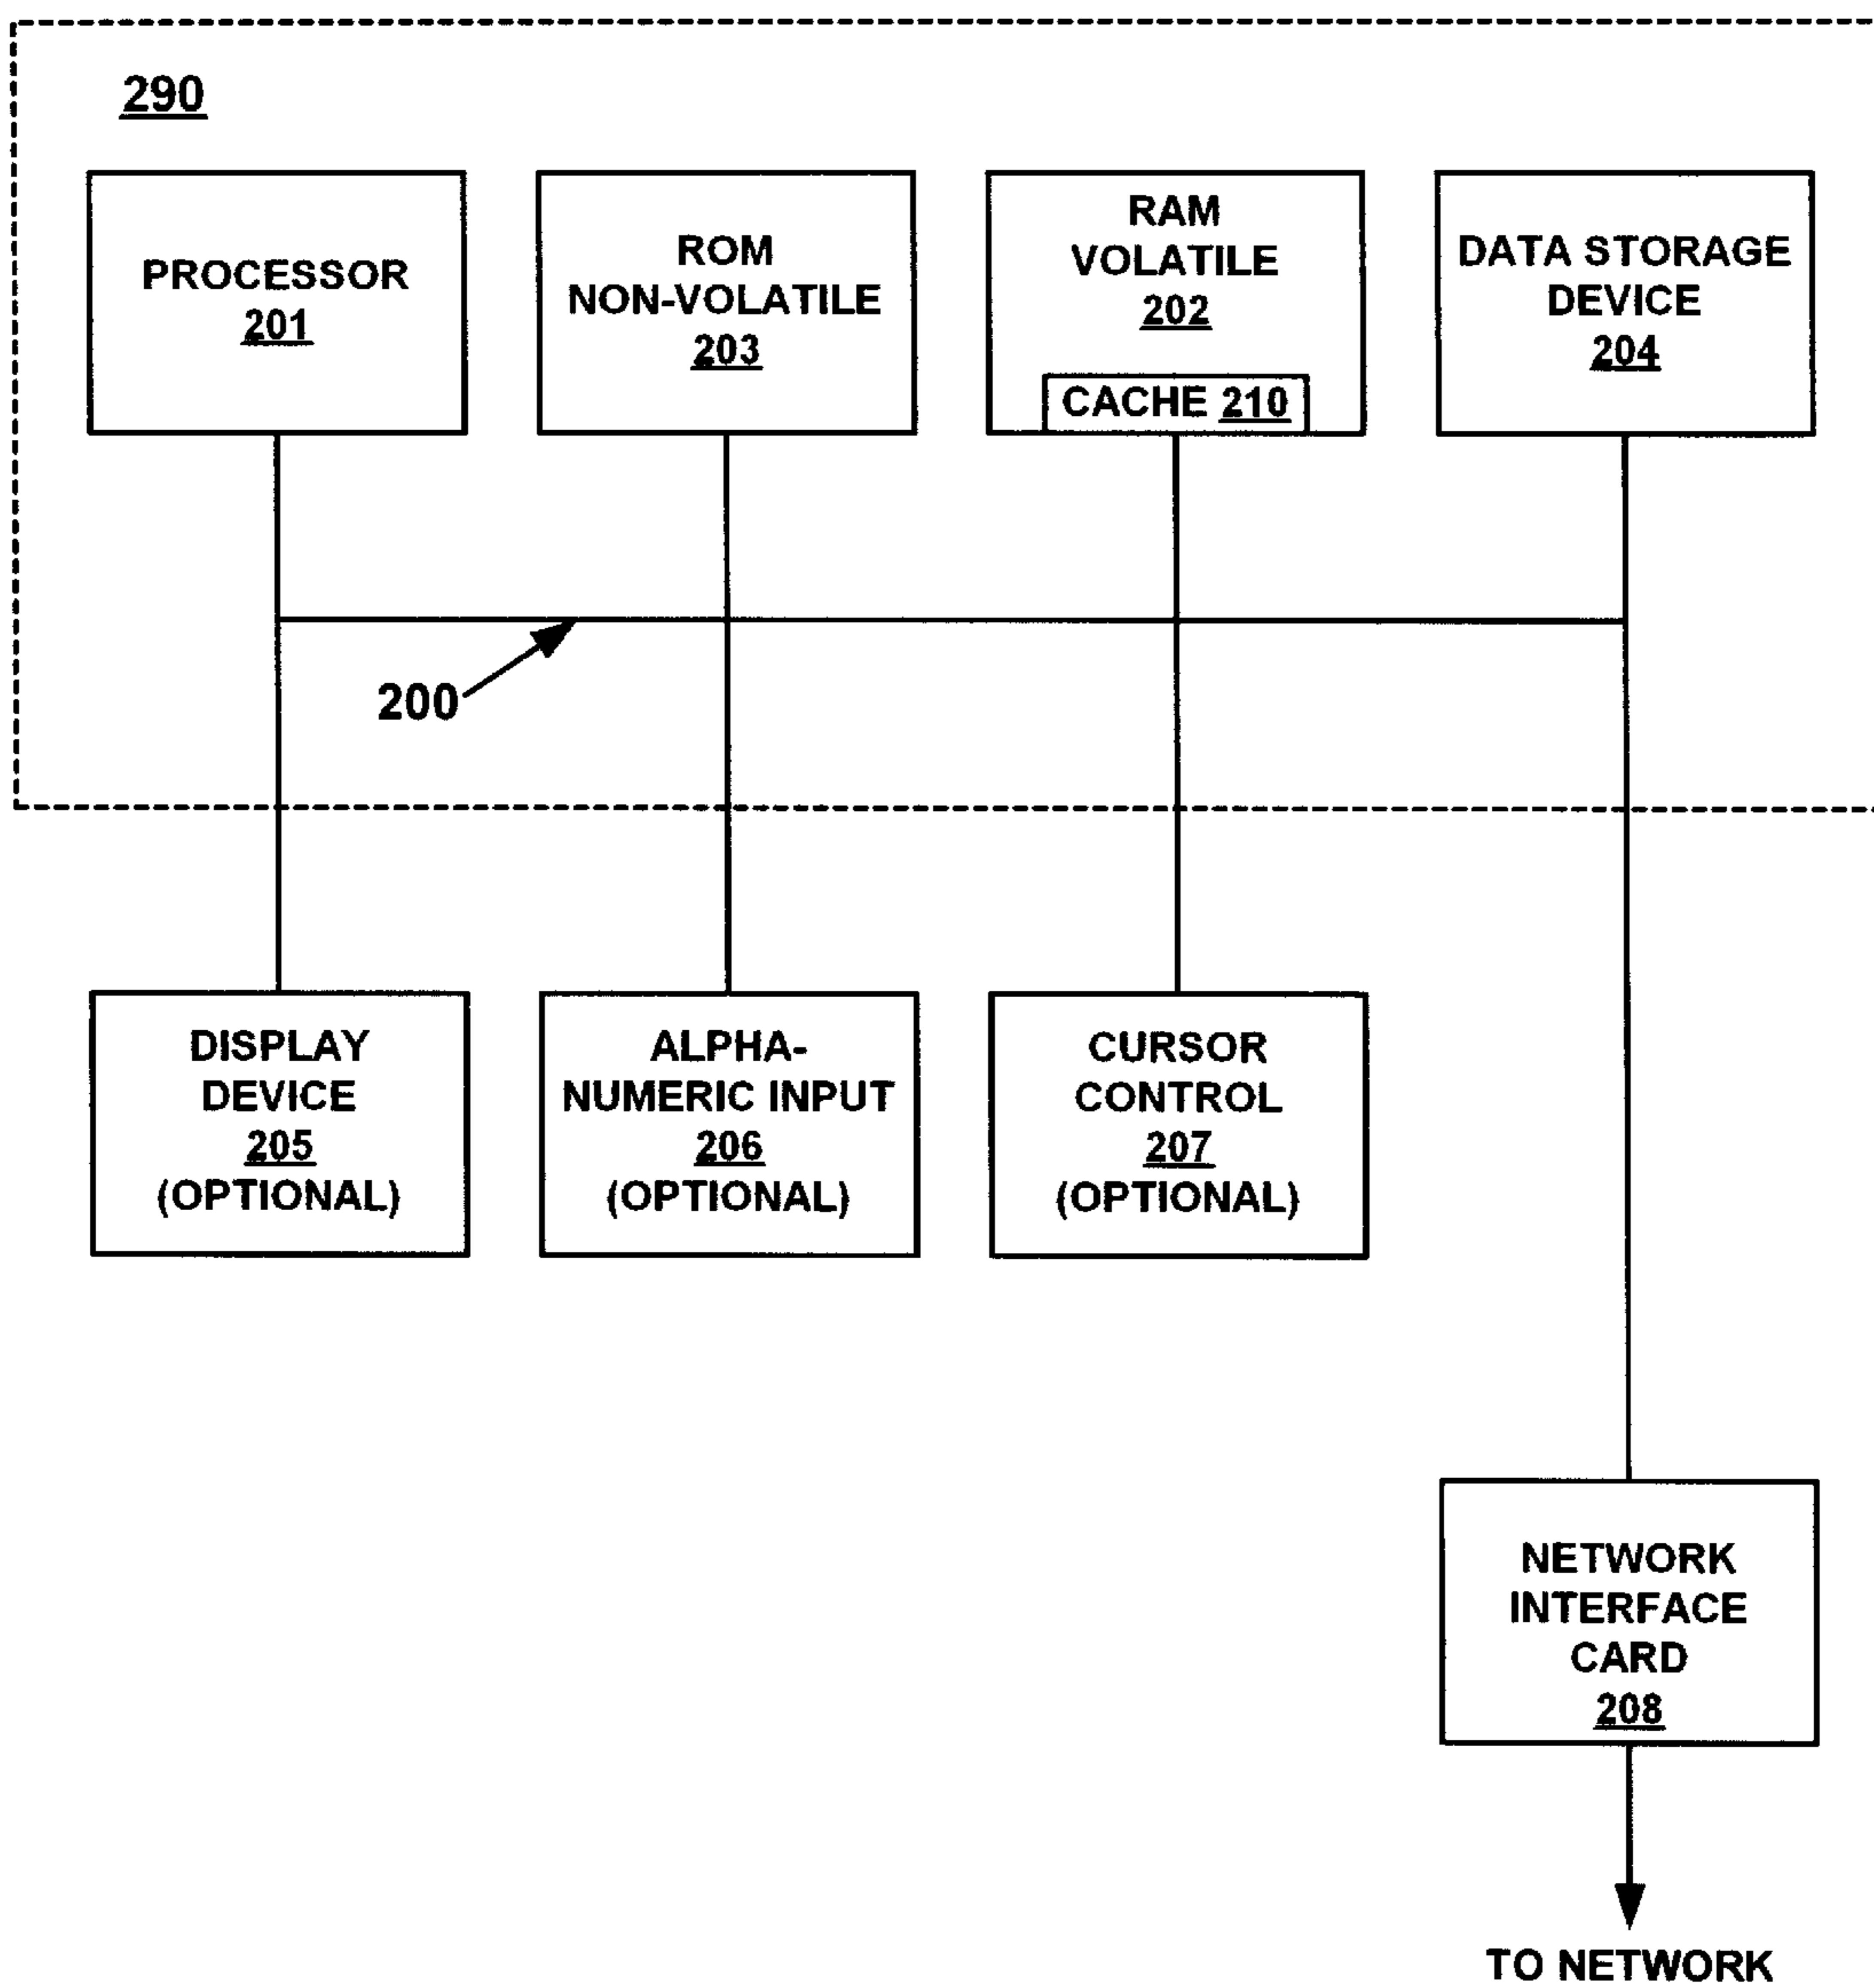 290
PROCESSOR
201
ROM
NON-VOLATILE
203
RAM
VOLATILE
202
CACHE 210
DATA STORAGE
DEVICE
204
200
DISPLAY
DEVICE
205
(OPTIONAL)
ALPHA-
NUMERIC INPUT
206
(OPTIONAL)
CURSOR
CONTROL
207
(OPTIONAL)
NETWORK
INTERFACE
CARD
208
TO NETWORK